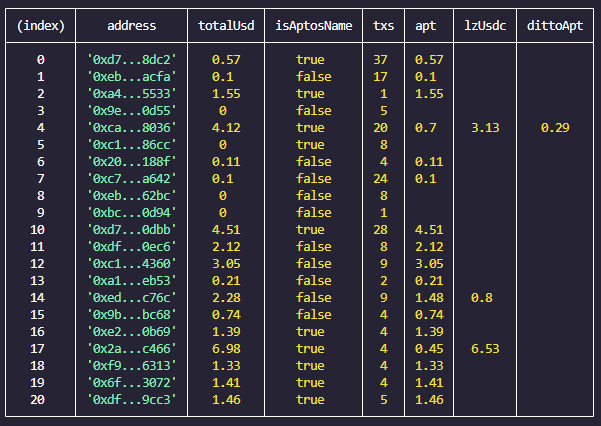 (index) address totalUsd isAptosName txs apt lzUsdc dittoApt
0 '0xd7...8dc2' 0.57 true 37 0.57
1 '0xeb...acfa' 0.1 false 17 0.1
2 '0xa4...5533' 1.55 true 1 1.55
3 '0x9e...0d55' 0 false 5
4 '0xca...8036' 4.12 true 20 0.7 3.13 0.29
5 '0xc1...86cc' 0 true 8
6 '0x20...188f' 0.11 false 4 0.11
7 '0xc7...a642' 0.1 false 24 0.1
8 '0xeb...62bc' 0 false 8
9 '0xbc...0d94' 0 false 1
10 '0xd7...0dbb' 4.51 true 28 4.51
11 '0xdf...0ec6' 2.12 false 8 2.12
12 '0xc1...4360' 3.05 false 9 3.05
13 '0xa1...eb53' 0.21 false 2 0.21
14 '0xed...c76c' 2.28 false 9 1.48 0.8
15 '0x9b...bc68' 0.74 false 4 0.74
16 '0xe2...0b69' 1.39 true 4 1.39
17 '0x2a...c466' 6.98 true 4 0.45 6.53
18 '0xf9...6313' 1.33 true 4 1.33
19 '0x6f...3072' 1.41 true 4 1.41
20 '0xdf...9cc3' 1.46 true 5 1.46